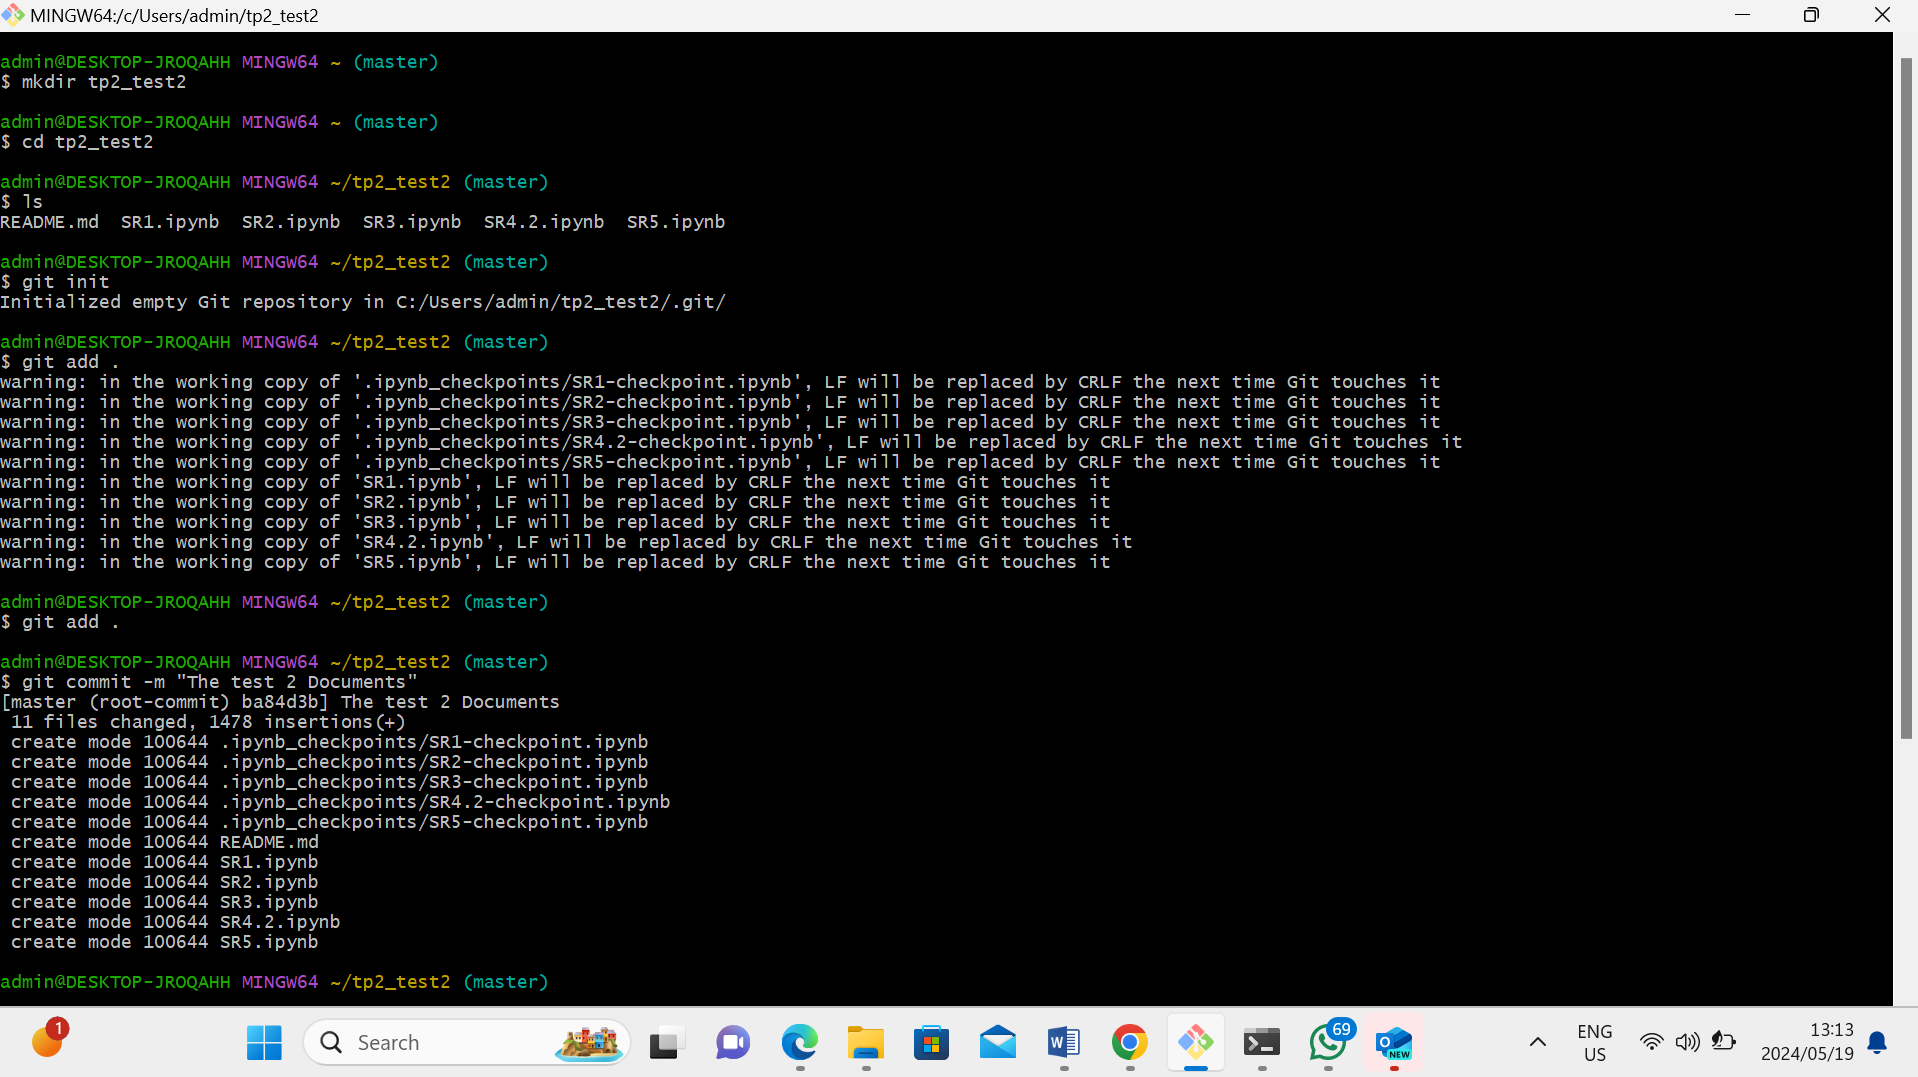 MINGW64:/c/Users/admin/tp2_test2
admin@DESKTOP-JROQAHH MINGW64 ~ (master)
$ mkdir tp2_test2
admin@DESKTOP-JROQAHH MINGW64 ~ (master)
$ cd tp2_test2
admin@DESKTOP-JROQAHH MINGW64 ~/tp2_test2 (master)
$ ls
README.md  SR1.ipynb  SR2.ipynb  SR3.ipynb  SR4.2.ipynb  SR5.ipynb
admin@DESKTOP-JROQAHH MINGW64 ~/tp2_test2 (master)
$ git init
Initialized empty Git repository in C:/Users/admin/tp2_test2/.git/
admin@DESKTOP-JROQAHH MINGW64 ~/tp2_test2 (master)
$ git add .
warning: in the working copy of '.ipynb_checkpoints/SR1-checkpoint.ipynb', LF will be replaced by CRLF the next time Git touches it
warning: in the working copy of '.ipynb_checkpoints/SR2-checkpoint.ipynb', LF will be replaced by CRLF the next time Git touches it
warning: in the working copy of '.ipynb_checkpoints/SR3-checkpoint.ipynb', LF will be replaced by CRLF the next time Git touches it
warning: in the working copy of '.ipynb_checkpoints/SR4.2-checkpoint.ipynb', LF will be replaced by CRLF the next time Git touches it
warning: in the working copy of '.ipynb_checkpoints/SR5-checkpoint.ipynb', LF will be replaced by CRLF the next time Git touches it
warning: in the working copy of 'SR1.ipynb', LF will be replaced by CRLF the next time Git touches it
warning: in the working copy of 'SR2.ipynb', LF will be replaced by CRLF the next time Git touches it
warning: in the working copy of 'SR3.ipynb', LF will be replaced by CRLF the next time Git touches it
warning: in the working copy of 'SR4.2.ipynb', LF will be replaced by CRLF the next time Git touches it
warning: in the working copy of 'SR5.ipynb', LF will be replaced by CRLF the next time Git touches it
admin@DESKTOP-JROQAHH MINGW64 ~/tp2_test2 (master)
$ git add .
admin@DESKTOP-JROQAHH MINGW64 ~/tp2_test2 (master)
$ git commit -m "The test 2 Documents"
[master (root-commit) ba84d3b] The test 2 Documents
 11 files changed, 1478 insertions(+)
 create mode 100644 .ipynb_checkpoints/SR1-checkpoint.ipynb
 create mode 100644 .ipynb_checkpoints/SR2-checkpoint.ipynb
 create mode 100644 .ipynb_checkpoints/SR3-checkpoint.ipynb
 create mode 100644 .ipynb_checkpoints/SR4.2-checkpoint.ipynb
 create mode 100644 .ipynb_checkpoints/SR5-checkpoint.ipynb
 create mode 100644 README.md
 create mode 100644 SR1.ipynb
 create mode 100644 SR2.ipynb
 create mode 100644 SR3.ipynb
 create mode 100644 SR4.2.ipynb
 create mode 100644 SR5.ipynb
admin@DESKTOP-JROQAHH MINGW64 ~/tp2_test2 (master)
1
Search
W
69
O
NEW
ENG
US
13:13
2024/05/19